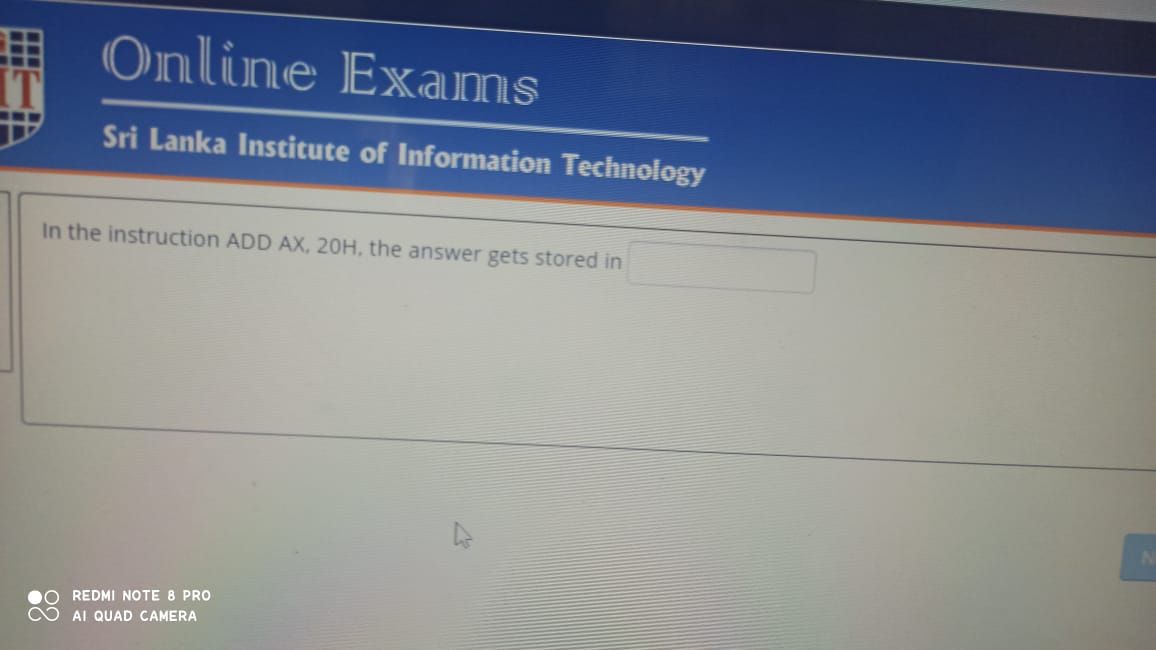 IT
Online Exams
Sri Lanka Institute of Information Technology
In the instruction ADD AX, 20H, the answer gets stored in
N
REDMI NOTE 8 PRO
AI QUAD CAMERA